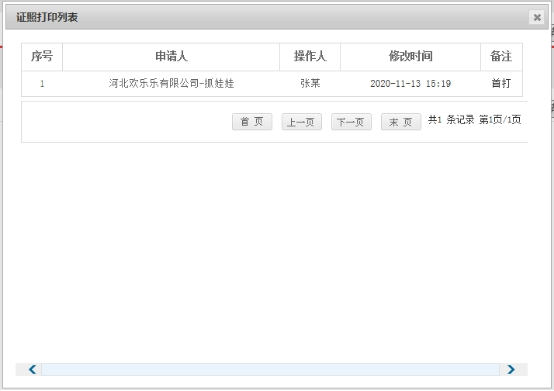 证照打印列表
序号 申请人 操作人 修改时间 备注
1 河北欢乐乐有限公司-抓娃娃 张某 2020-11-13 15:19 首打
首 页 上一页 下一页 末 页 共1 条记录 第1页/1页